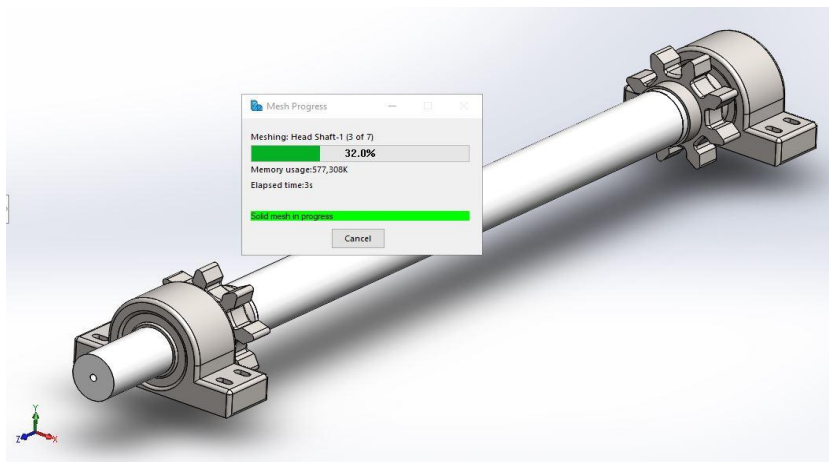 Mesh Progress
Meshing: Head Shaft-1 (3 of 7)
32.0%
Memory usage:577,308K
Elapsed time:3s
Solid mesh in progress
Cancel
Y
Z
X